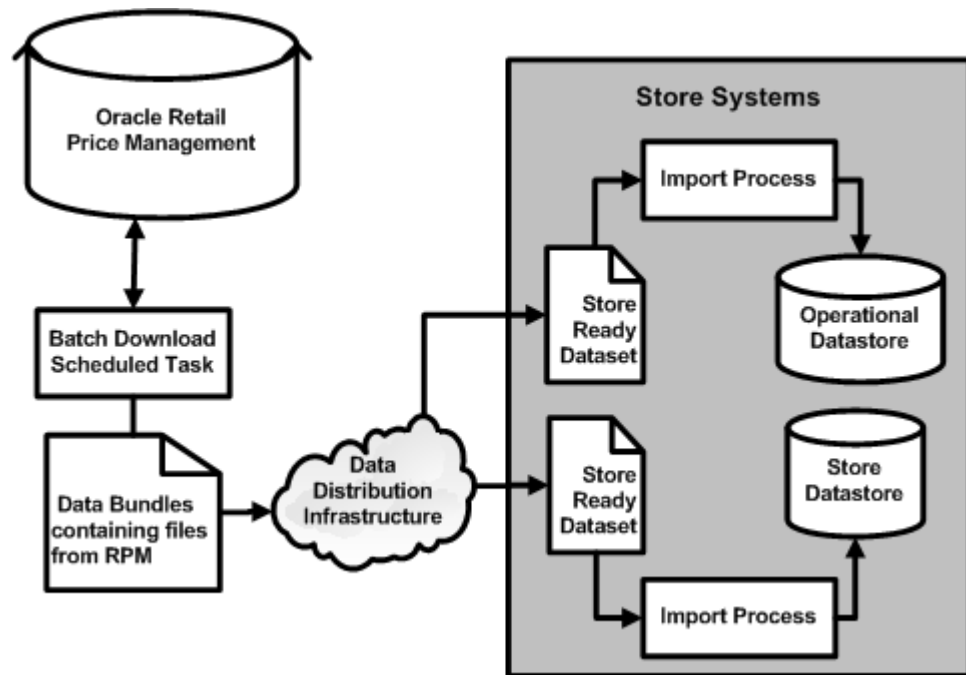 Oracle Retail
Price Management
Batch Download
Scheduled Task
Data Bundles
containing files
from RPM
Data
Distribution
Infrastructure
Store Systems
Import Process
Store
Ready
Dataset
Operational
Datastore
Store
Ready
Dataset
Store
Datastore
Import Process